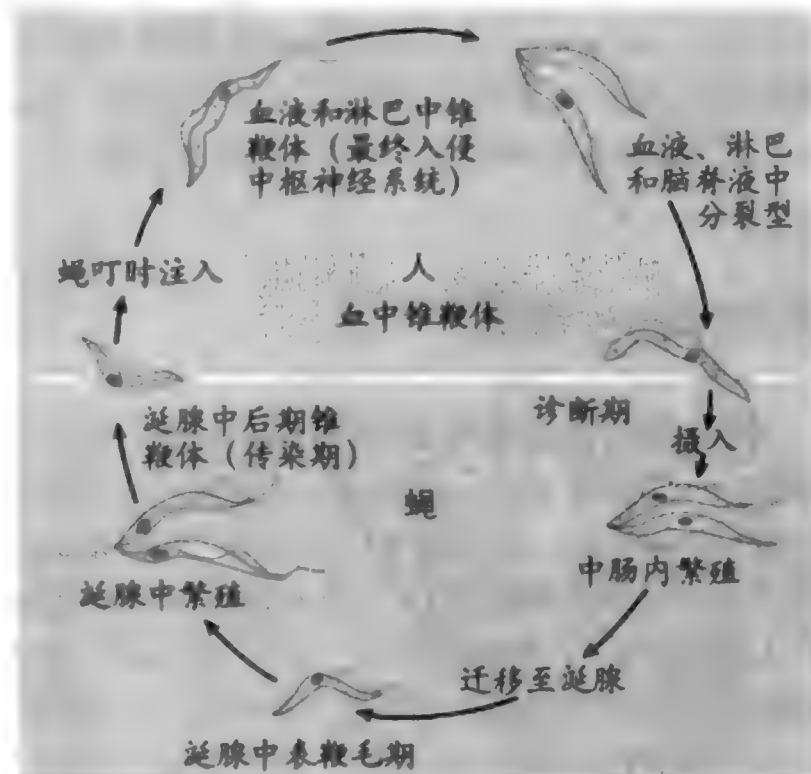 血液和淋巴中锥
鞭体（最终入侵
中枢神经系统）
血液、淋巴
和脑脊液中
分裂型
蝇叮时注入
人
血中锥鞭体
诊断期
摄入
涎腺中后期锥
鞭体（传染期）
蝇
中肠内繁殖
涎腺中繁殖
迁移至涎腺
涎腺中表鞭毛期